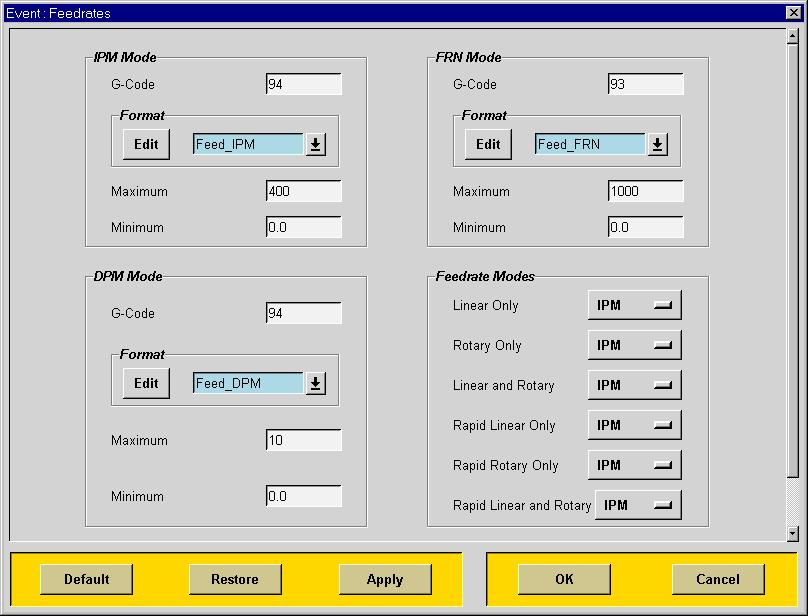 Event : Feedrates
IPM Mode
G-Code 94
Format
Edit Feed_IPM
Maximum 400
Minimum 0.0
FRN Mode
G-Code 93
Format
Edit Feed_FRN
Maximum 1000
Minimum 0.0
DPM Mode
G-Code 94
Format
Edit Feed_DPM
Maximum 10
Minimum 0.0
Feedrate Modes
Linear Only IPM
Rotary Only IPM
Linear and Rotary IPM
Rapid Linear Only IPM
Rapid Rotary Only IPM
Rapid Linear and Rotary IPM
Default Restore Apply OK Cancel